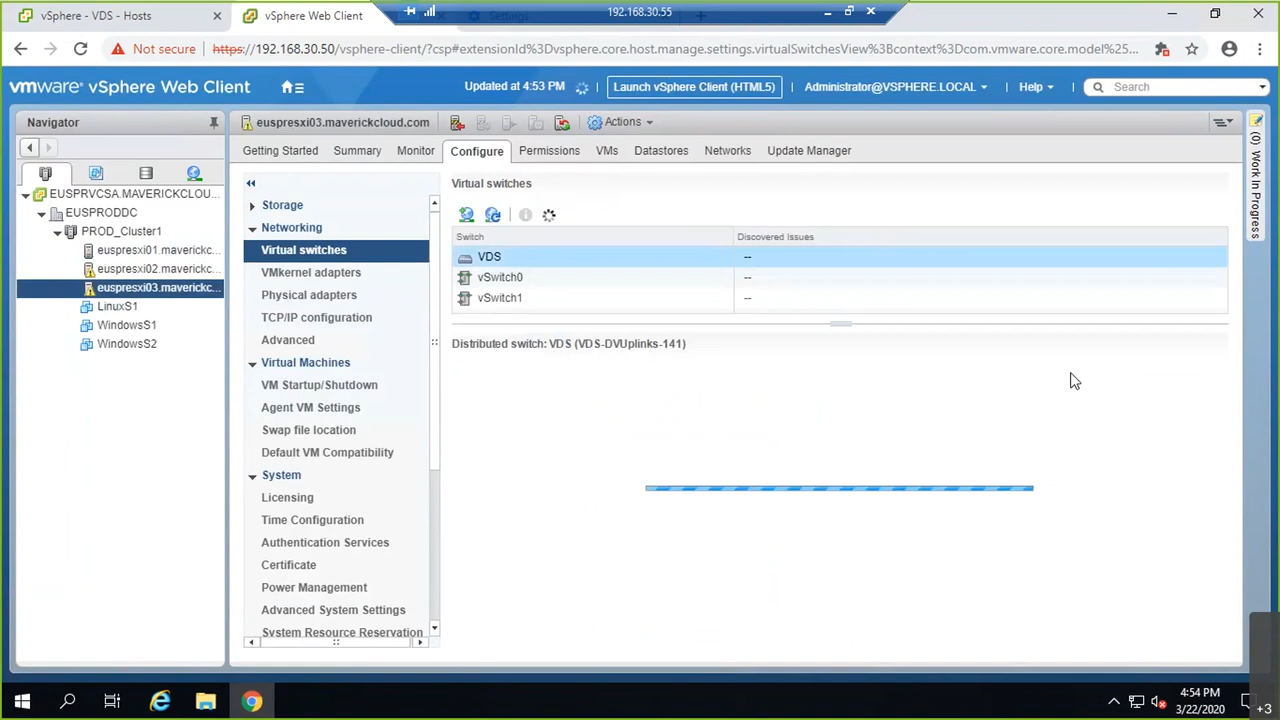 vSphere - VDS - Hosts
vSphere Web Client
Settings
192.168.30.55
Not secure
https://192.168.30.50/vsphere-client/?csp#extensionId%3Dvsphere.core.host.manage.settings.virtualSwitchesView%3Bcontext%3Dcom.vmware.core.model%25...
vmware® vSphere Web Client
Updated at 4:53 PM
Launch vSphere Client (HTML5)
Administrator@VSPHERE.LOCAL
Help
Search
Navigator
euspresxi03.maverickcloud.com
Actions
Getting Started
Summary
Monitor
Configure
Permissions
VMs
Datastores
Networks
Update Manager
EUSPRVCSA.MAVERICKCLOU...
EUSPRODDC
PROD_Cluster1
euspresxi01.maverickc...
euspresxi02.maverickc...
euspresxi03.maverickc...
LinuxS1
WindowsS1
WindowsS2
Storage
Networking
Virtual switches
VMkernel adapters
Physical adapters
TCP/IP configuration
Advanced
Virtual Machines
VM Startup/Shutdown
Agent VM Settings
Swap file location
Default VM Compatibility
System
Licensing
Time Configuration
Authentication Services
Certificate
Power Management
Advanced System Settings
System Resource Reservation
Virtual switches
Switch
Discovered Issues
VDS
--
vSwitch0
--
vSwitch1
--
Distributed switch: VDS (VDS-DVUplinks-141)
(0) Work In Progress
4:54 PM
3/22/2020
+3